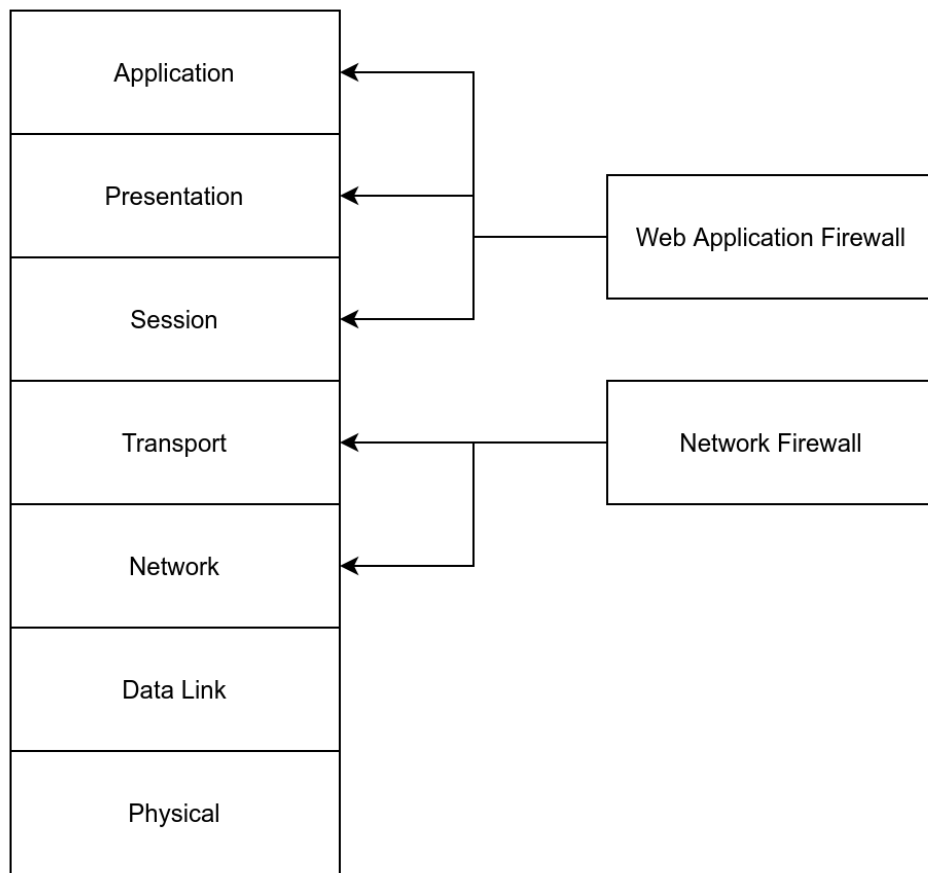 Application
Presentation
Web Application Firewall
Session
Transport
Network Firewall
Network
Data Link
Physical